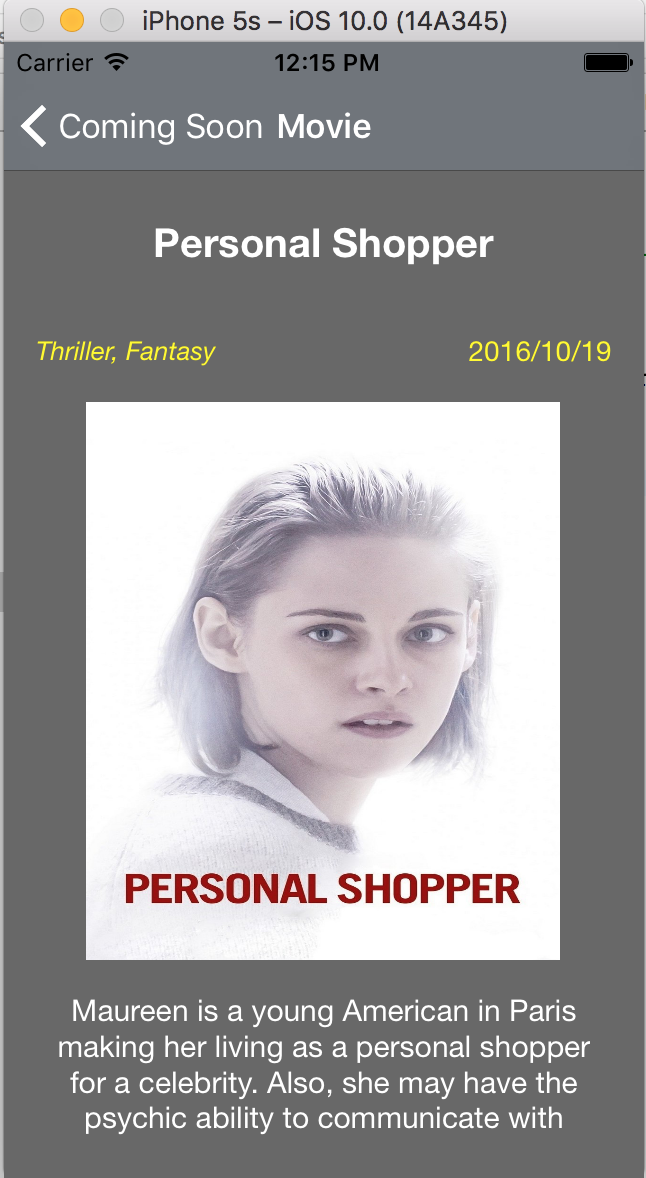 iPhone 5s – iOS 10.0 (14A345)
Carrier 12:15 PM
Coming Soon Movie
Personal Shopper
Thriller, Fantasy 2016/10/19
PERSONAL SHOPPER
Maureen is a young American in Paris
making her living as a personal shopper
for a celebrity. Also, she may have the
psychic ability to communicate with